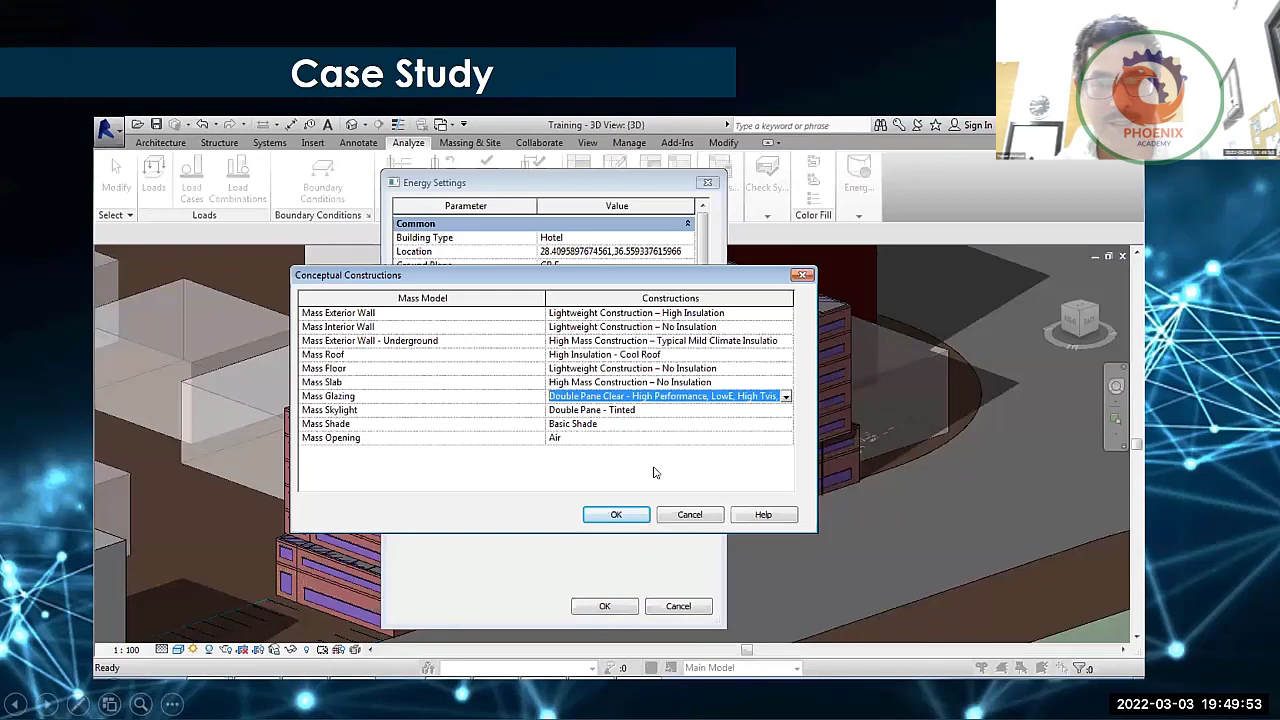 Case Study
PHOENIX
ACADEMY
Training - 3D View: {3D}
Type a keyword or phrase
Sign In
Architecture Structure Systems Insert Annotate Analyze Massing & Site Collaborate View Manage Add-Ins Modify
Modify
Loads
Load Cases
Load Combinations
Boundary Conditions
Check Sy...
Energ...
Select
Loads
Boundary Conditions
Color Fill
Energy Settings
Parameter Value
Common
Building Type Hotel
Location 28.4095897674561,36.559337615966
Conceptual Constructions
Mass Model Constructions
Mass Exterior Wall Lightweight Construction – High Insulation
Mass Interior Wall Lightweight Construction – No Insulation
Mass Exterior Wall - Underground High Mass Construction – Typical Mild Climate Insulatio
Mass Roof High Insulation - Cool Roof
Mass Floor Lightweight Construction – No Insulation
Mass Slab High Mass Construction – No Insulation
Mass Glazing Double Pane Clear - High Performance, LowE, High Tvis,
Mass Skylight Double Pane - Tinted
Mass Shade Basic Shade
Mass Opening Air
OK Cancel Help
OK Cancel
1 : 100
Ready
:0
Main Model
:0
2022-03-03 19:49:53